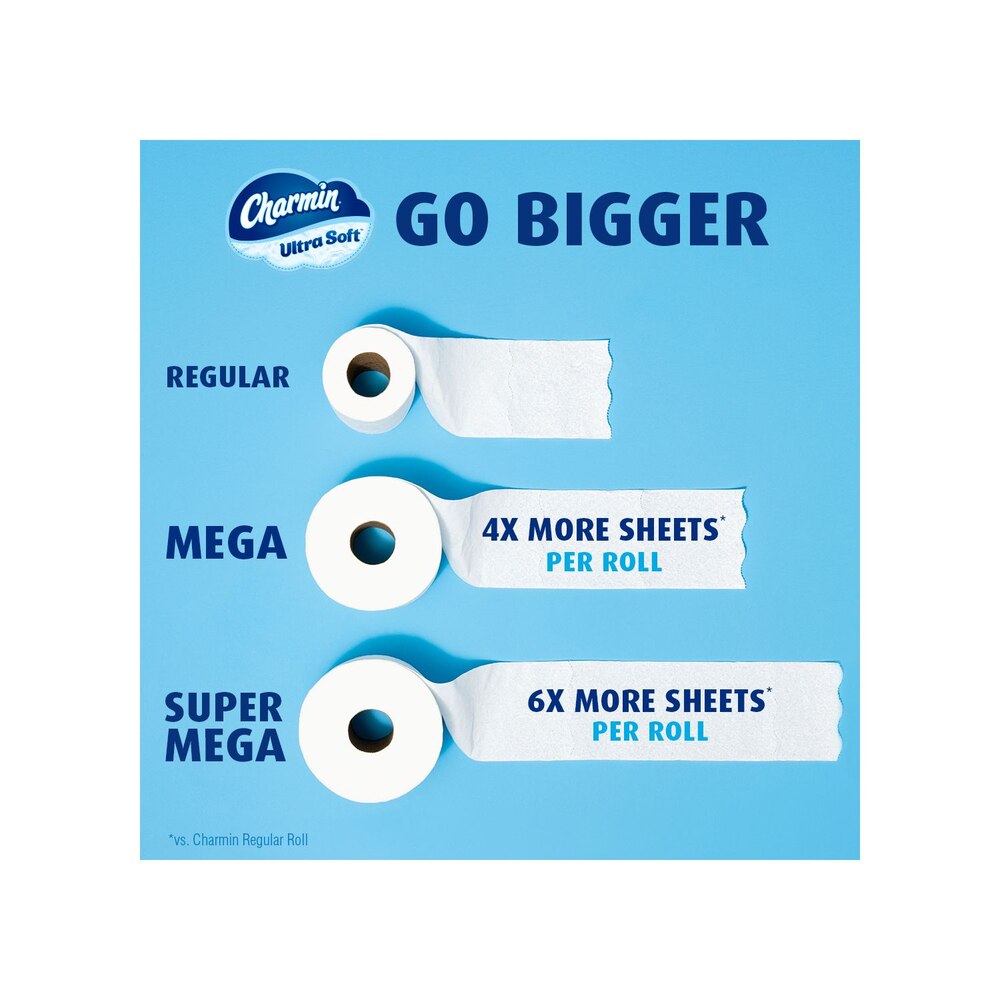 Charmin
Ultra Soft
GO BIGGER
REGULAR
MEGA
4X MORE SHEETS*
PER ROLL
SUPER
MEGA
6X MORE SHEETS*
PER ROLL
*vs. Charmin Regular Roll